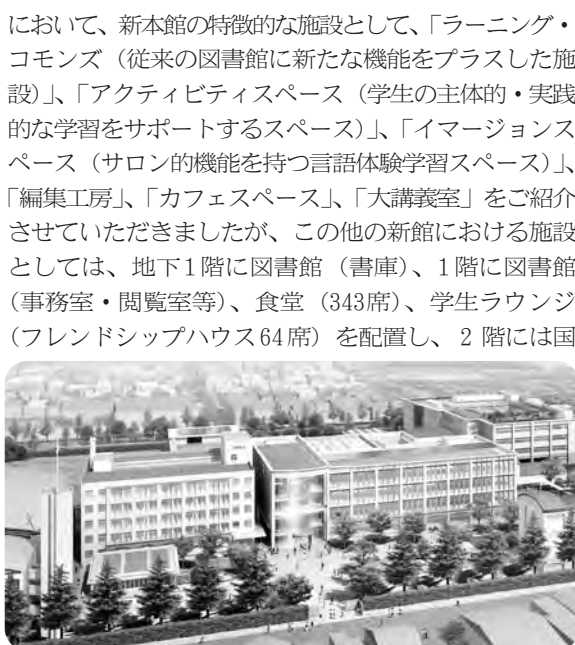 において、新本館の特徴的な施設として、「ラーニング・
コモンズ（従来の図書館に新たな機能をプラスした施
設）」、「アクティビティスペース（学生の主体的・実践
的な学習をサポートするスペース）」、「イマージョンス
ペース（サロン的機能を持つ言語体験学習スペース）」、
「編集工房」、「カフェスペース」、「大講義室」をご紹介
させていただきましたが、この他の新館における施設
としては、地下1階に図書館（書庫）、1階に図書館
（事務室・閲覧室等）、食堂（343席）、学生ラウンジ
（フレンドシップハウス64席）を配置し、2 階には国